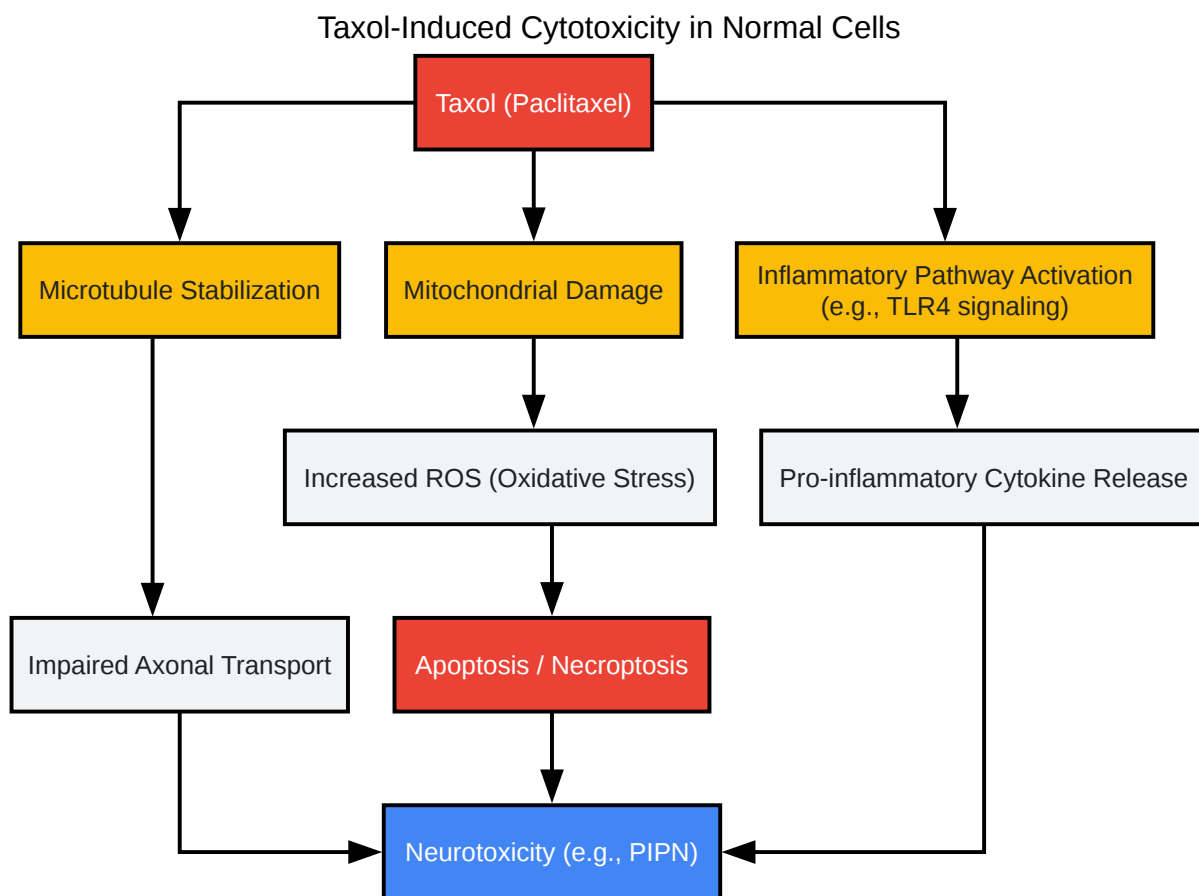 Taxol-Induced Cytotoxicity in Normal Cells
Taxol (Paclitaxel)
Microtubule Stabilization
Mitochondrial Damage
Inflammatory Pathway Activation
(e.g., TLR4 signaling)
Increased ROS (Oxidative Stress)
Pro-inflammatory Cytokine Release
Impaired Axonal Transport
Apoptosis / Necroptosis
Neurotoxicity (e.g., PIPN)